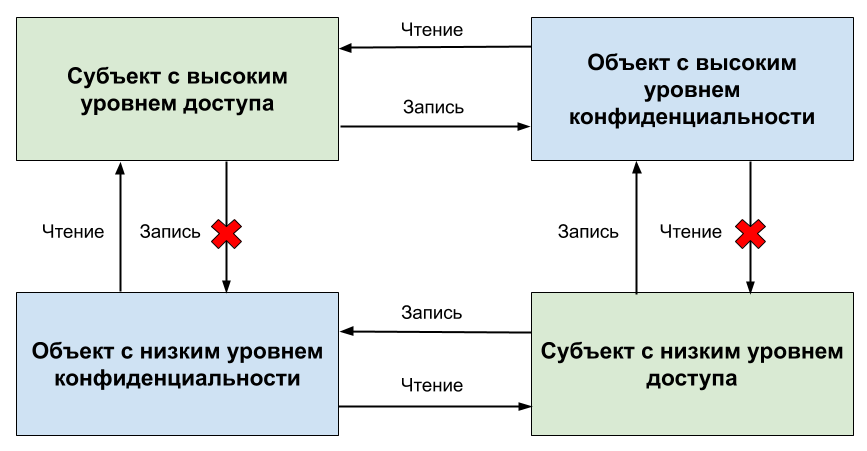 Чтение
Субъект с высоким
уровнем доступа
Объект с высоким
уровнем
конфиденциальности
Запись
Чтение
Запись
Запись
Чтение
Запись
Объект с низким уровнем
конфиденциальности
Субъект с низким уровнем
доступа
Чтение